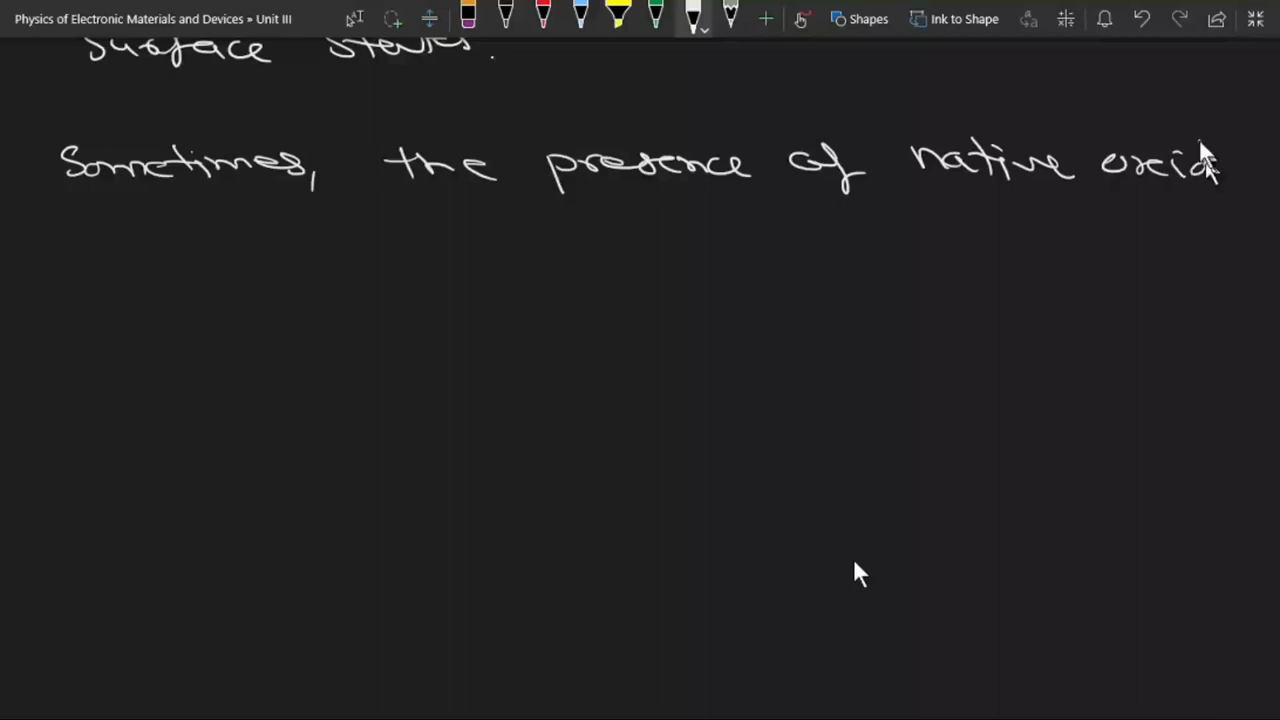 Physics of Electronic Materials and Devices » Unit III
Shapes
Ink to Shape
surface states.
Sometimes, the presence of native oxid